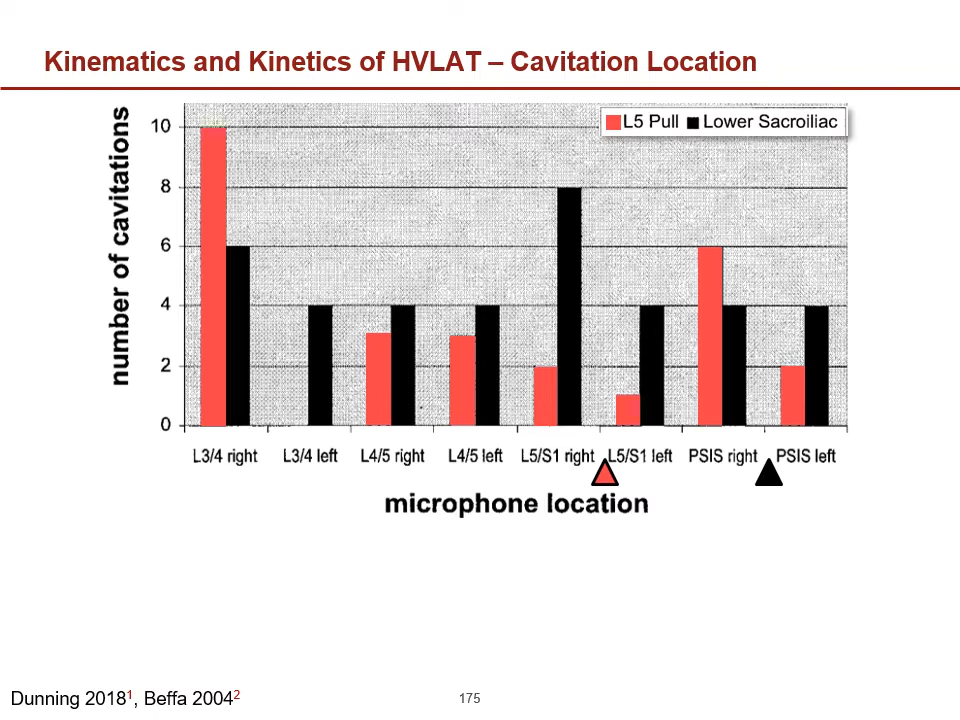 Kinematics and Kinetics of HVLAT – Cavitation Location
L5 Pull Lower Sacroiliac
number of cavitations
10
8
6
4
2
0
L3/4 right L3/4 left L4/5 right L4/5 left L5/S1 right L5/S1 left PSIS right PSIS left
microphone location
Dunning 2018¹, Beffa 2004²
175